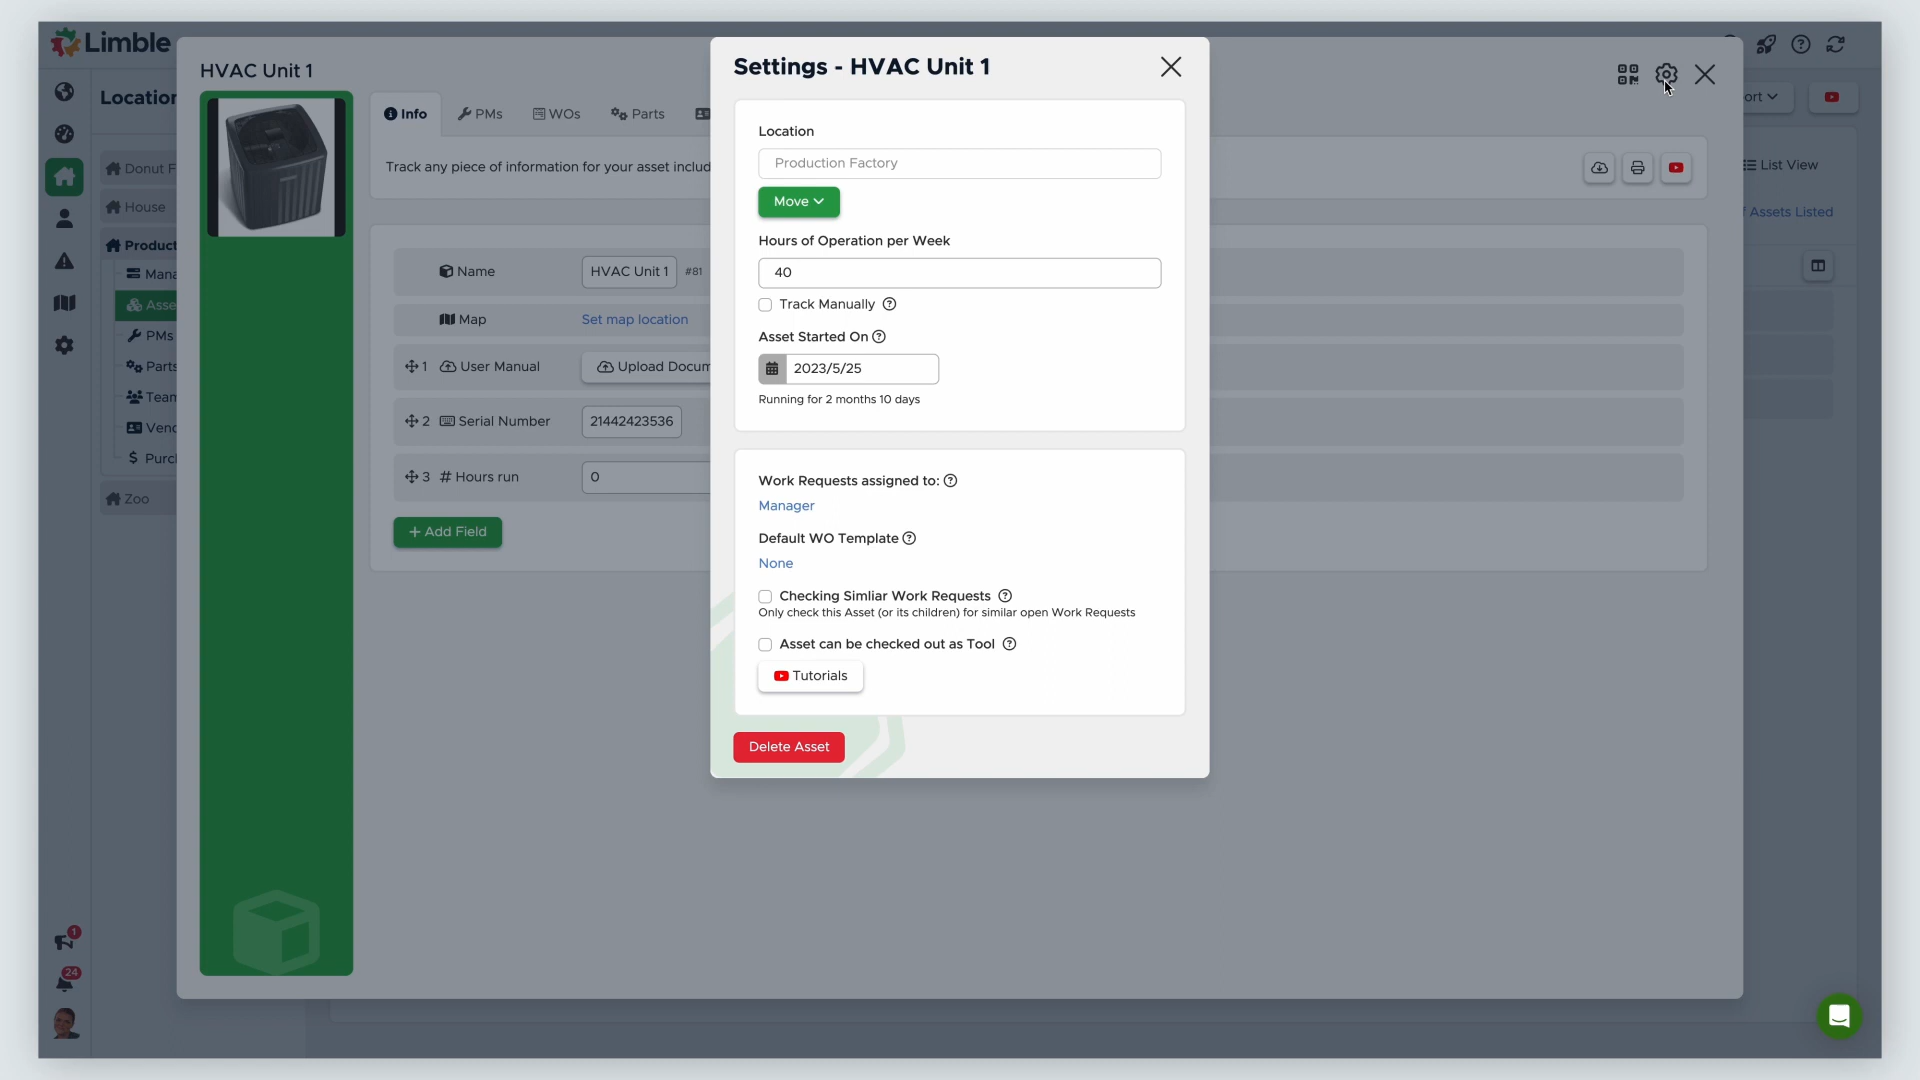 Limble
HVAC Unit 1
Settings - HVAC Unit 1
Location
ort
Info
PMs
WOs
Parts
Track any piece of information for your asset includ
List View
Donut F
House
f Assets Listed
Product
Mana
Asse
PMs
Parts
Team
Vend
Purch
Zoo
Name
HVAC Unit 1
#81
Map
Set map location
1
User Manual
Upload Docum
2
Serial Number
21442423536
3
# Hours run
0
+ Add Field
Location
Production Factory
Move
Hours of Operation per Week
40
Track Manually
Asset Started On
2023/5/25
Running for 2 months 10 days
Work Requests assigned to:
Manager
Default WO Template
None
Checking Simliar Work Requests
Only check this Asset (or its children) for similar open Work Requests
Asset can be checked out as Tool
Tutorials
Delete Asset
1
24